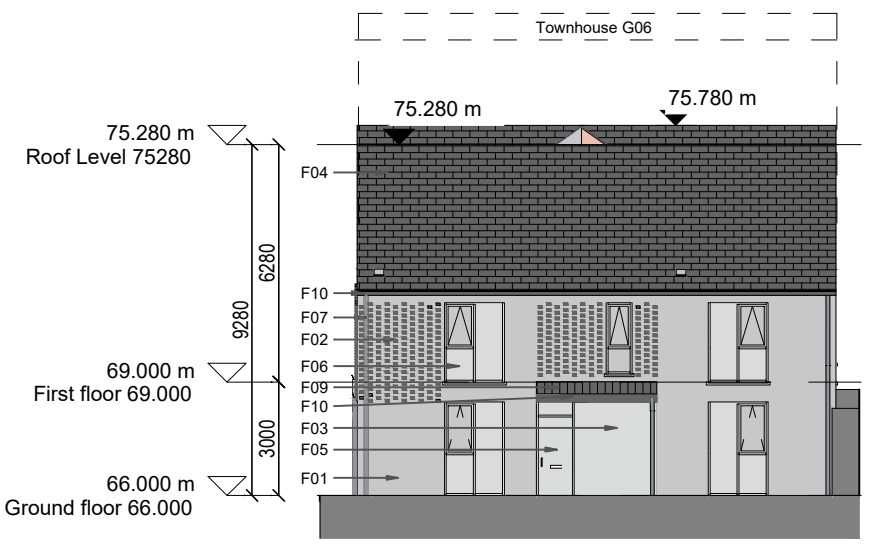 Townhouse G06
75.280 m
75.780 m
75.280 m
Roof Level 75280
F04
6280
9280
F10
F07
F02
F06
69.000 m
First floor 69.000
F09
F10
F03
3000
F05
F01
66.000 m
Ground floor 66.000